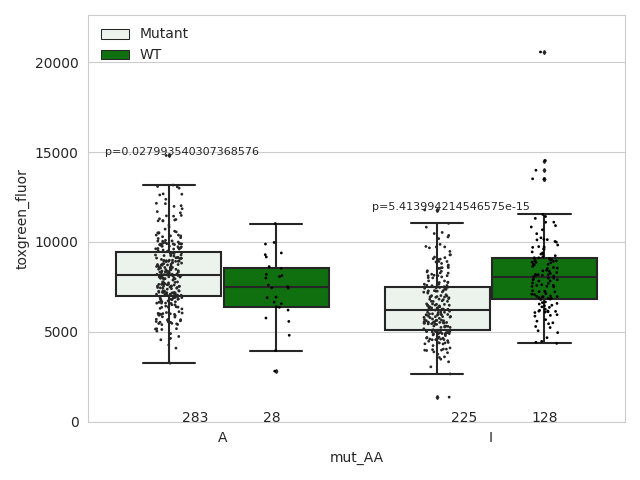 Mutant
WT
20000
15000
10000
5000
0
toxgreen_fluor
p=0.027993540307368576
p=5.413994214546575e-15
283 28 225 128
A I
mut_AA